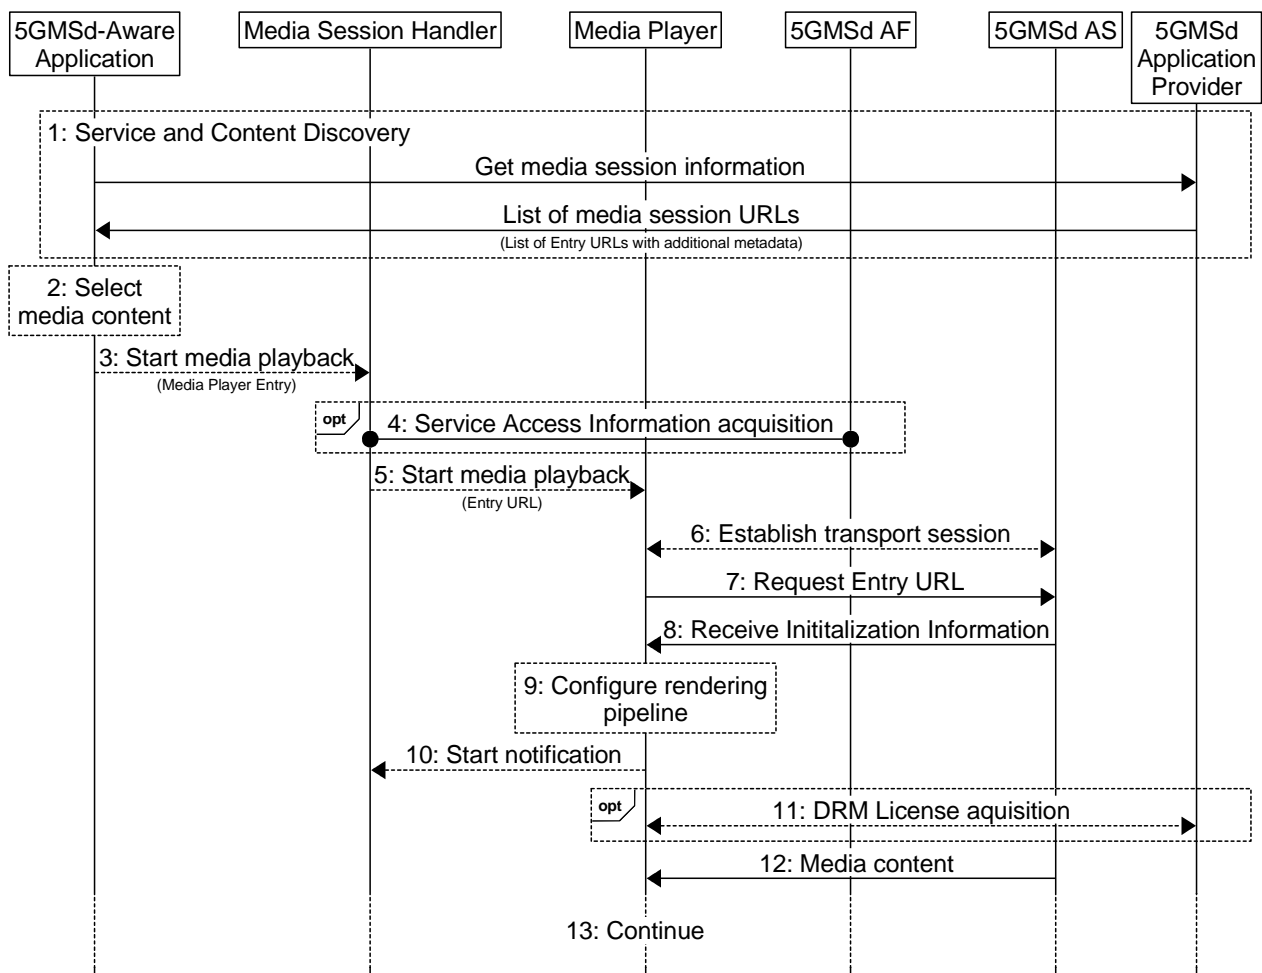 5GMSd-Aware
Application
Media Session Handler
Media Player
5GMSd AF
5GMSd AS
5GMSd
Application
Provider
1: Service and Content Discovery
Get media session information
List of media session URLs
(List of Entry URLs with additional metadata)
2: Select
media content
3: Start media playback
(Media Player Entry)
opt
4: Service Access Information acquisition
5: Start media playback
(Entry URL)
6: Establish transport session
7: Request Entry URL
8: Receive Inititalization Information
9: Configure rendering
pipeline
10: Start notification
opt
11: DRM License aquisition
12: Media content
13: Continue